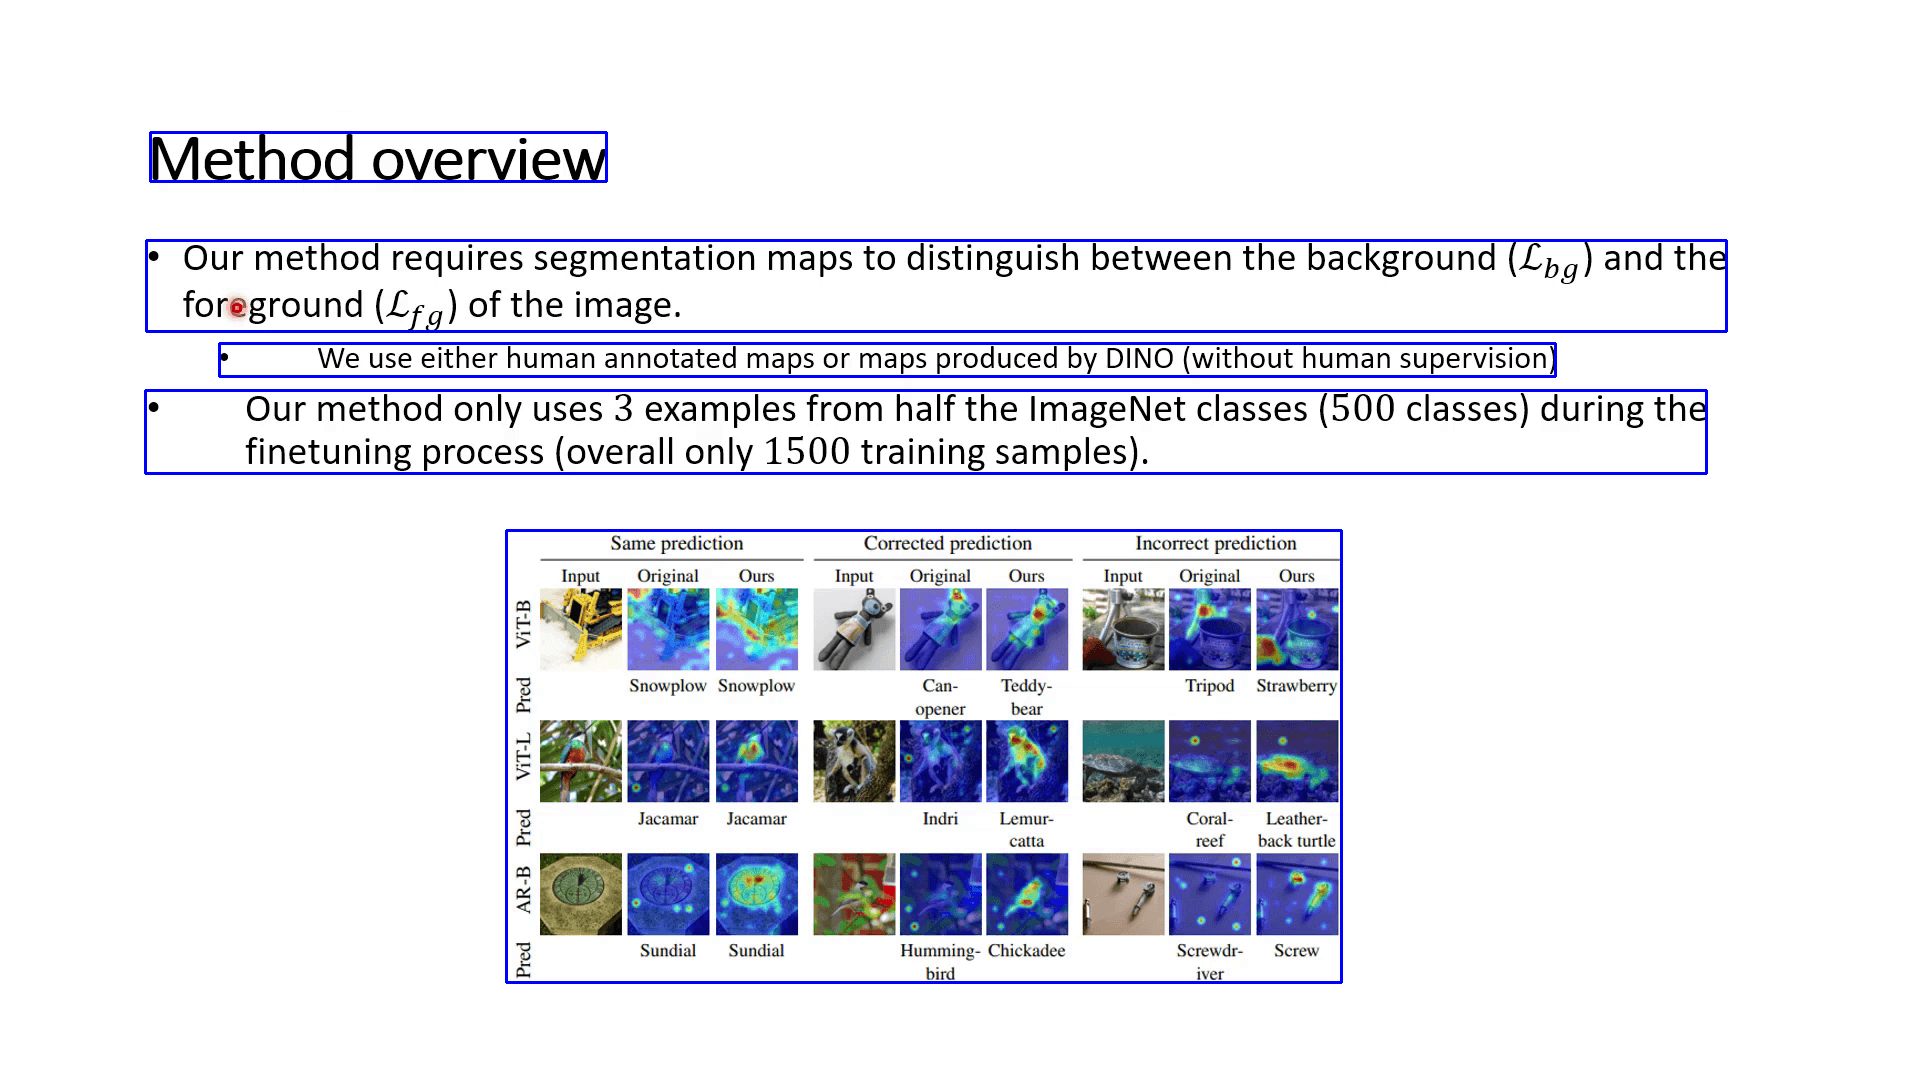 Method overview
• Our method requires segmentation maps to distinguish between the background (ℒ_bg) and the
foreground (ℒ_fg) of the image.
• We use either human annotated maps or maps produced by DINO (without human supervision)
• Our method only uses 3 examples from half the ImageNet classes (500 classes) during the
finetuning process (overall only 1500 training samples).
Same prediction Corrected prediction Incorrect prediction
Input Original Ours Input Original Ours Input Original Ours
ViT-B
Pred Snowplow Snowplow Can- Teddy- Tripod Strawberry
opener bear
ViT-L
Pred Jacamar Jacamar Indri Lemur- Coral- Leather-
catta reef back turtle
AR-B
Pred Sundial Sundial Humming- Chickadee Screwdr- Screw
bird iver